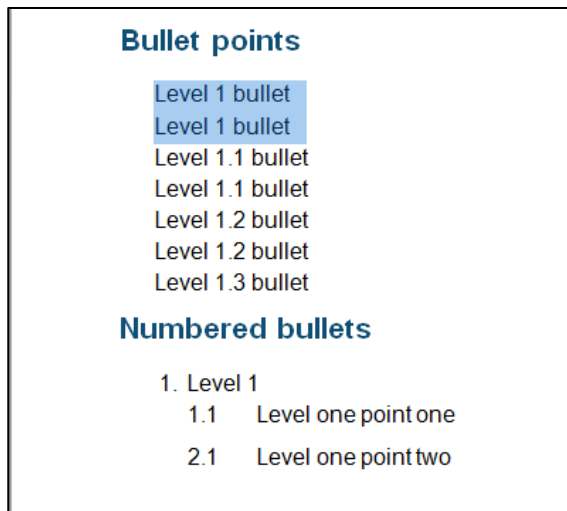 Bullet points
Level 1 bullet
Level 1 bullet
Level 1.1 bullet
Level 1.1 bullet
Level 1.2 bullet
Level 1.2 bullet
Level 1.3 bullet
Numbered bullets
1. Level 1
1.1 Level one point one
2.1 Level one point two